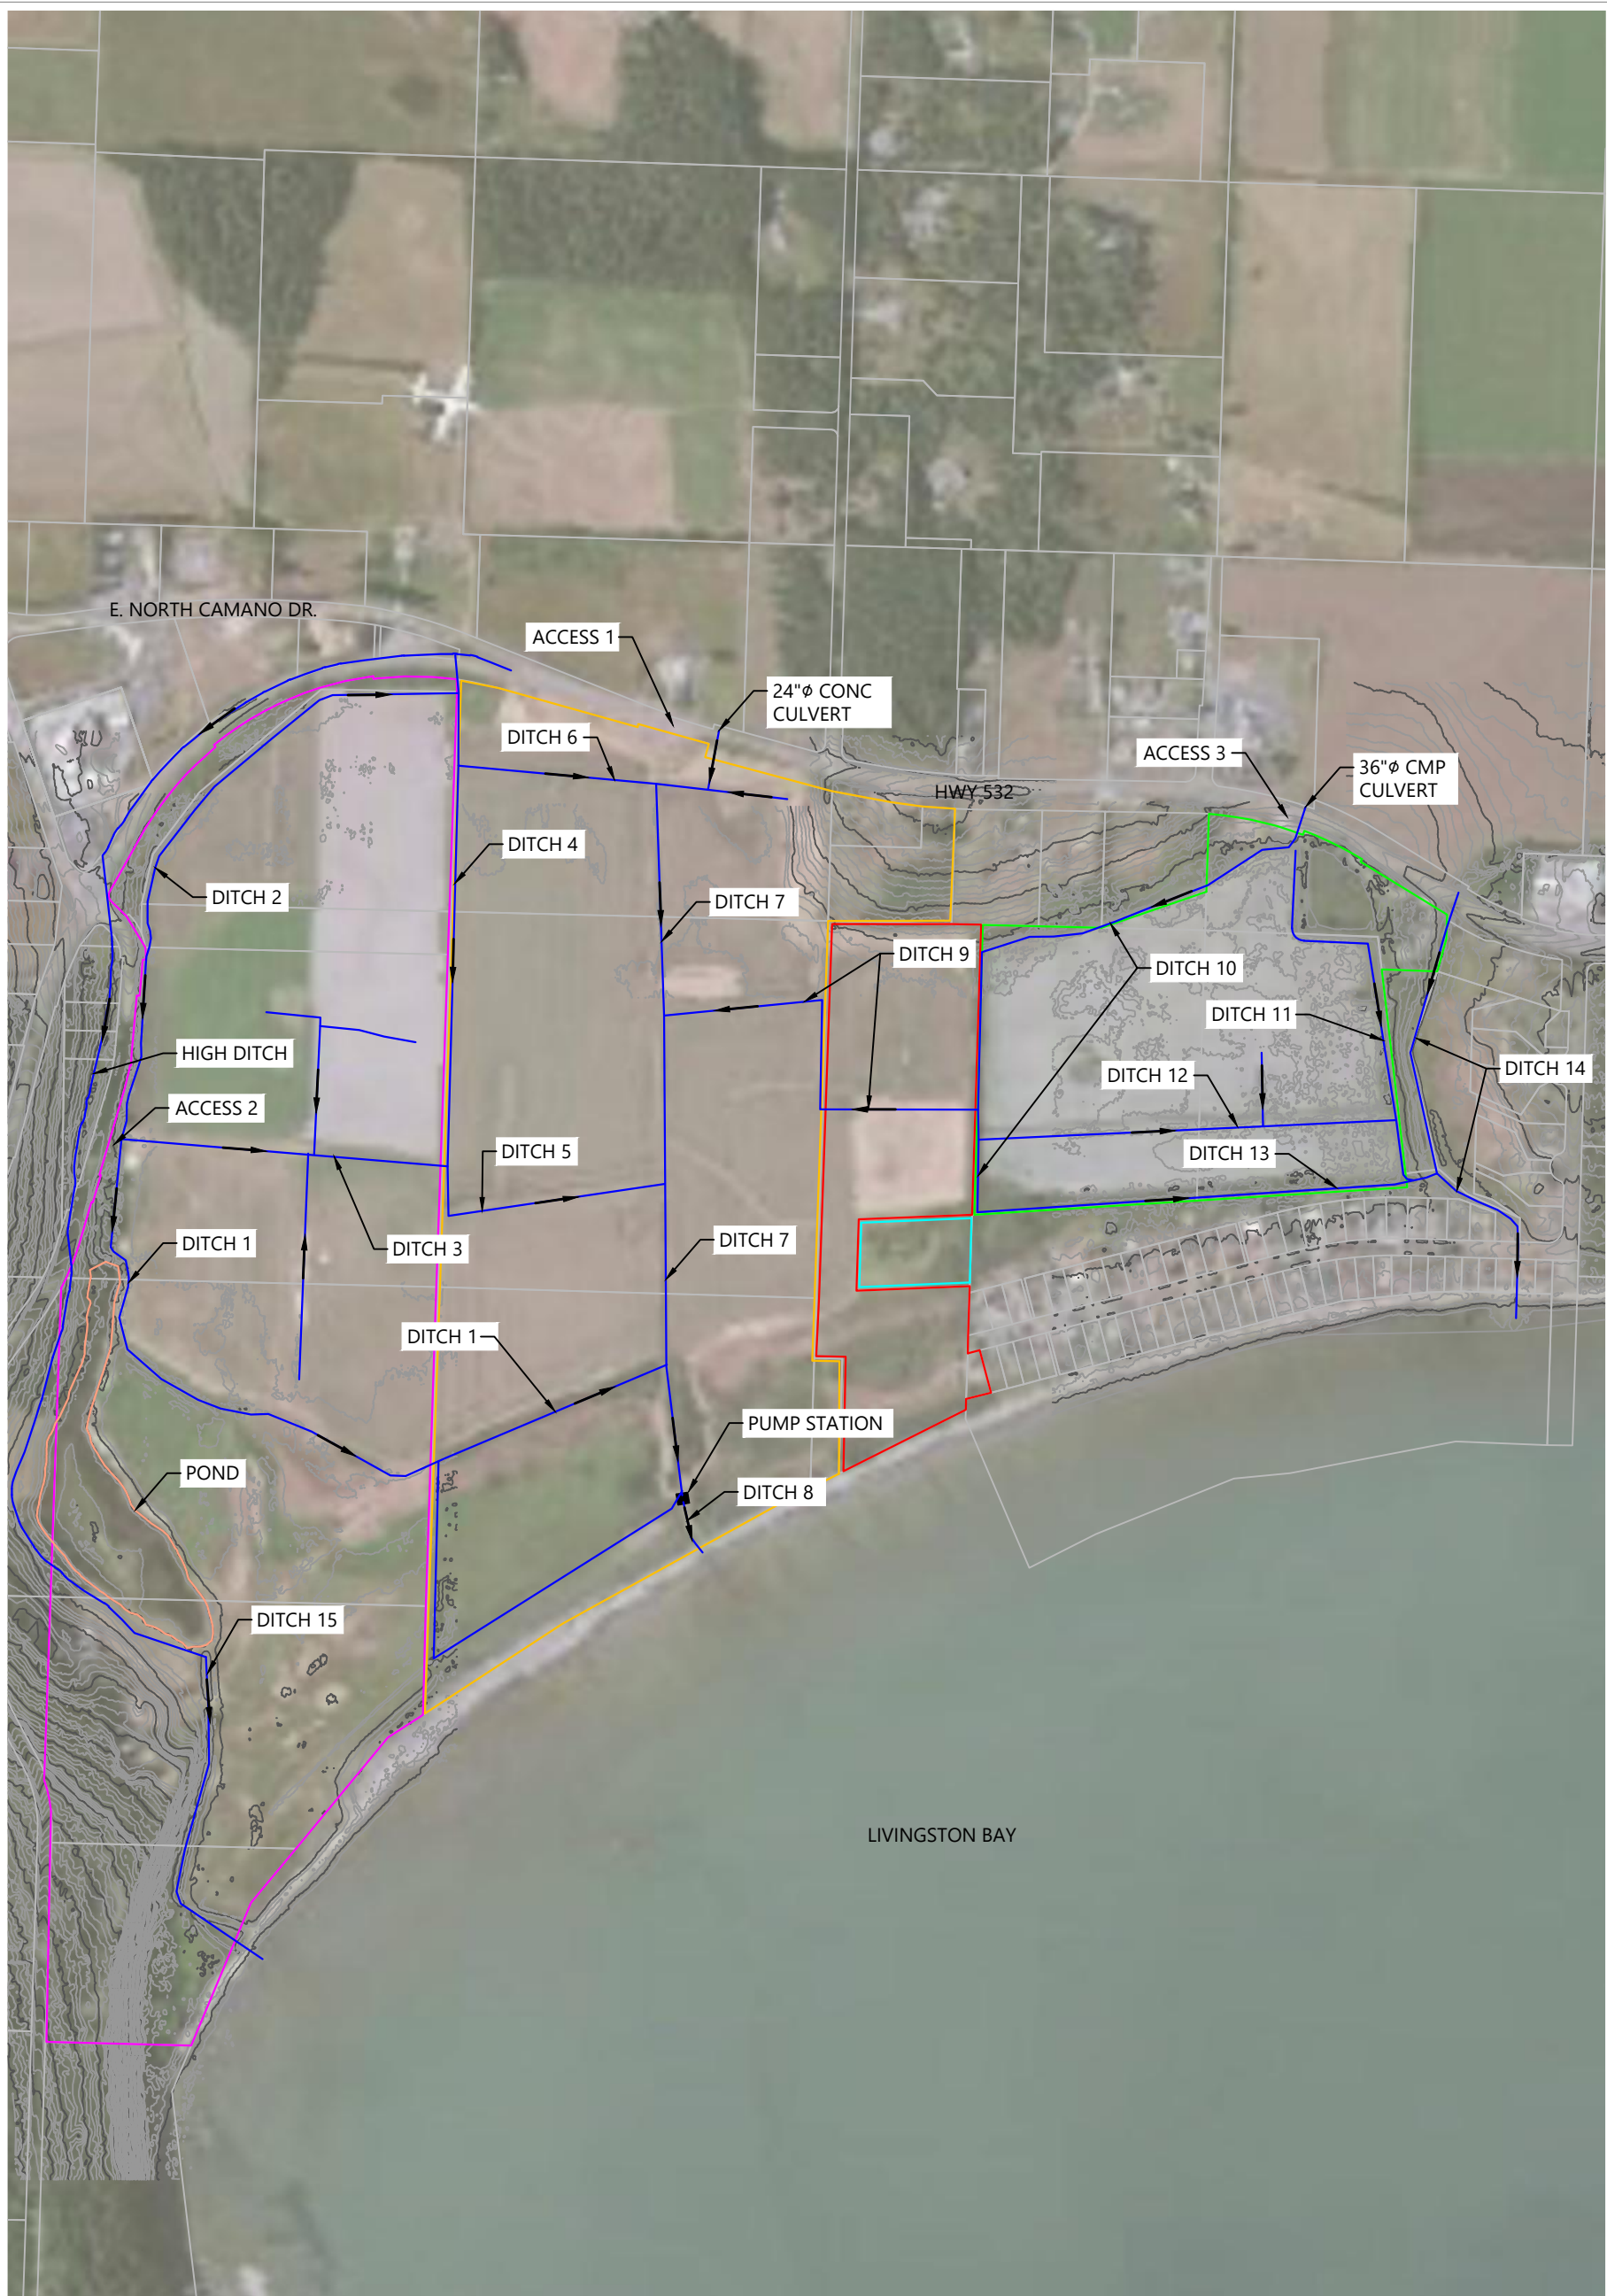 E. NORTH CAMANO DR.
ACCESS 1
24"⌀ CONC
CULVERT
DITCH 6
ACCESS 3
36"⌀ CMP
CULVERT
HWY 532
DITCH 4
DITCH 2
DITCH 7
DITCH 9
DITCH 10
DITCH 11
HIGH DITCH
DITCH 14
DITCH 12
ACCESS 2
DITCH 5
DITCH 13
DITCH 1
DITCH 3
DITCH 7
DITCH 1
PUMP STATION
POND
DITCH 8
DITCH 15
LIVINGSTON BAY